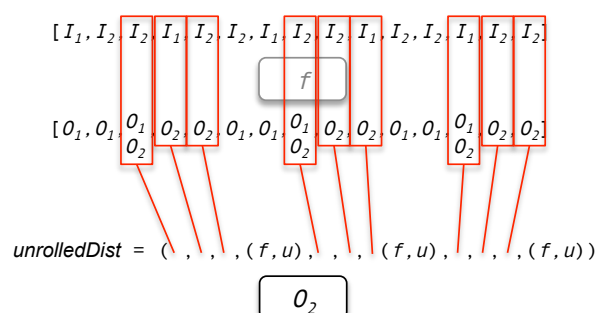 [I₁,I₂,I₂,I₁,I₂,I₂,I₁,I₂,I₂,I₁,I₂,I₂,I₁,I₂,I₂]
f
[O₁,O₁,O₁,O₂,O₂,O₁,O₁,O₁,O₂,O₂,O₁,O₁,O₁,O₂,O₂]
O₂ O₂ O₂
unrolledDist = ( , , , ,(f,u), , , , (f,u), , , , ,(f,u))
O₂